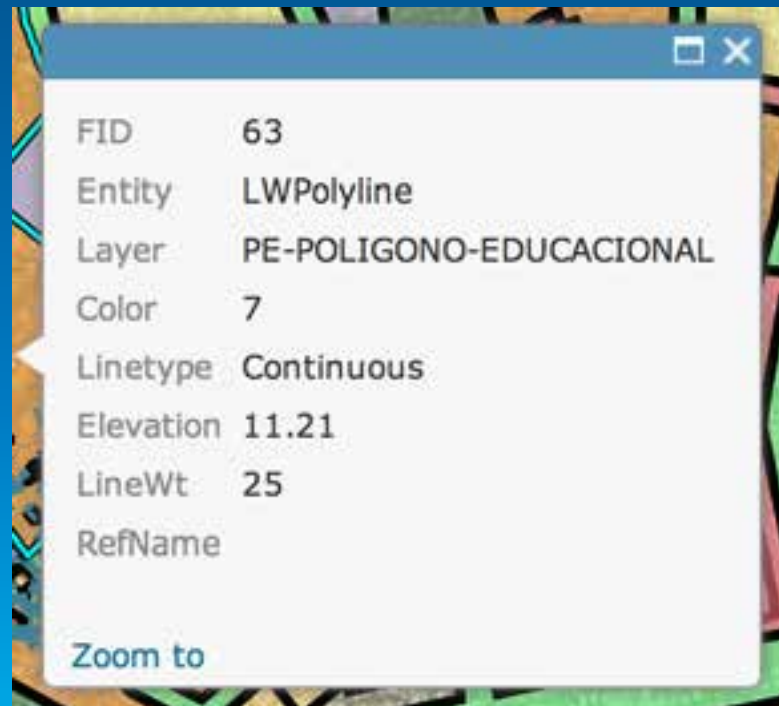 FID 63
Entity LWPolyline
Layer PE-POLIGONO-EDUCACIONAL
Color 7
Linetype Continuous
Elevation 11.21
LineWt 25
RefName
Zoom to